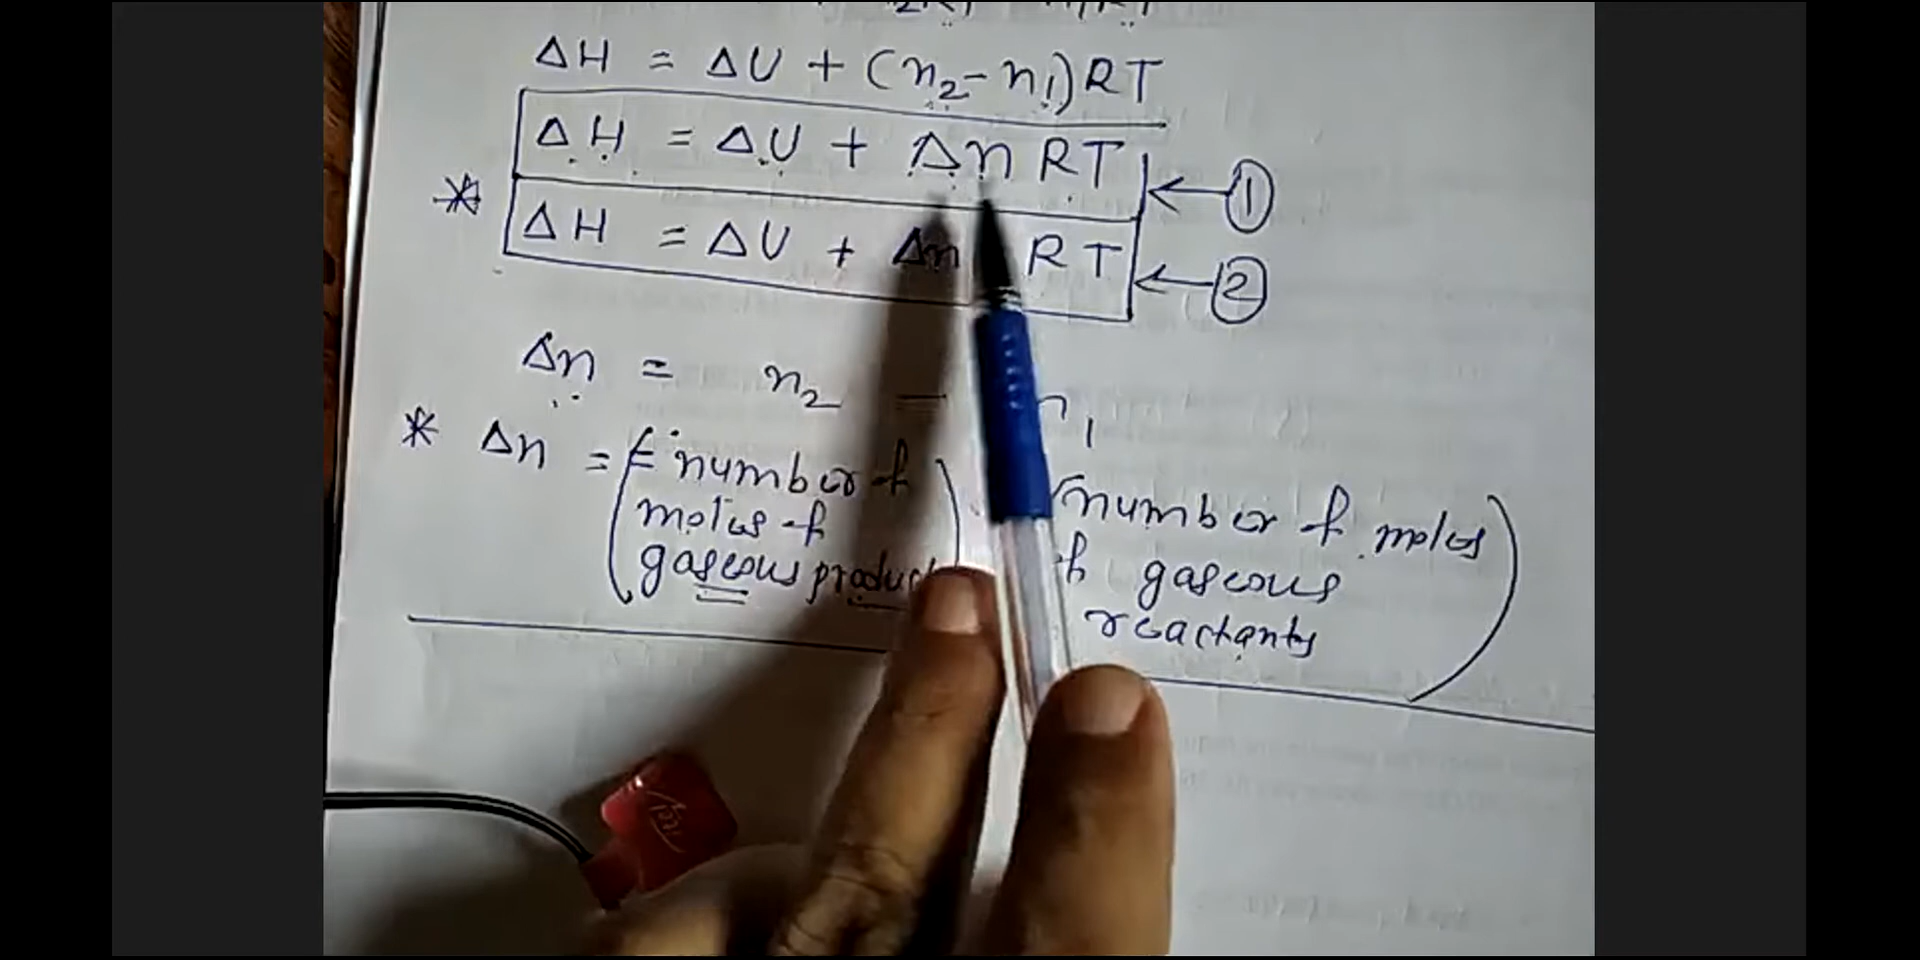 ΔH = ΔU + (n₂ - n₁)RT
ΔH = ΔU + Δn RT ← ①
* ΔH = ΔU + Δn RT ← ②
Δn = n₂ - n₁
* Δn = (number of moles of gaseous product
(number of moles of gaseous reactants)